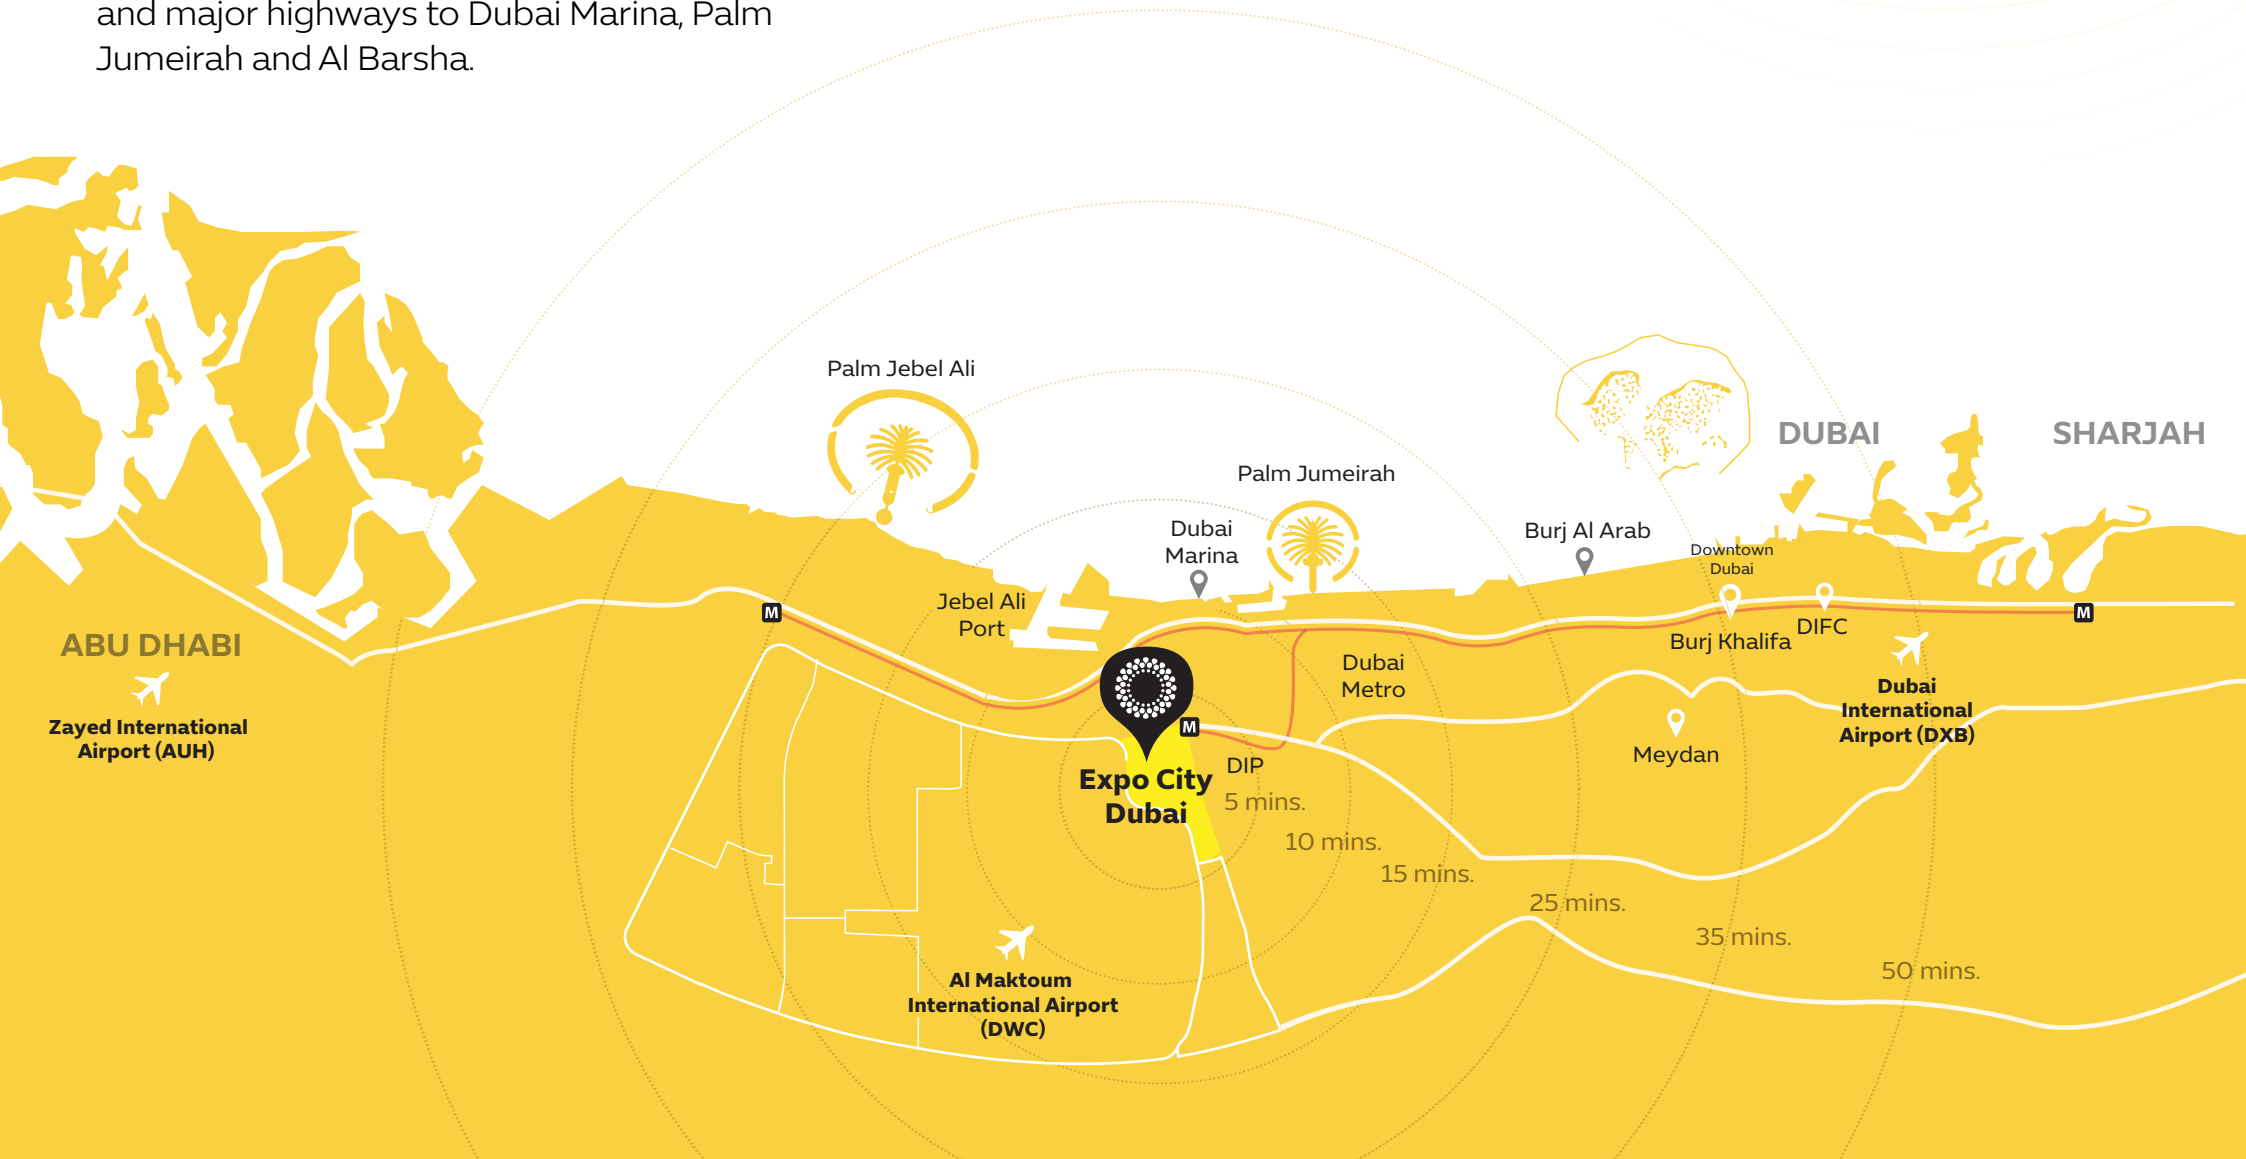 and major highways to Dubai Marina, Palm
Jumeirah and Al Barsha.
Palm Jebel Ali
DUBAI
SHARJAH
Palm Jumeirah
Dubai
Marina
Burj Al Arab
Downtown
Dubai
Jebel Ali
Port
M
M
ABU DHABI
Burj Khalifa
DIFC
Dubai
Metro
Zayed International
Airport (AUH)
Dubai
International
Airport (DXB)
M
Meydan
DIP
Expo City
Dubai
5 mins.
10 mins.
15 mins.
25 mins.
35 mins.
50 mins.
Al Maktoum
International Airport
(DWC)